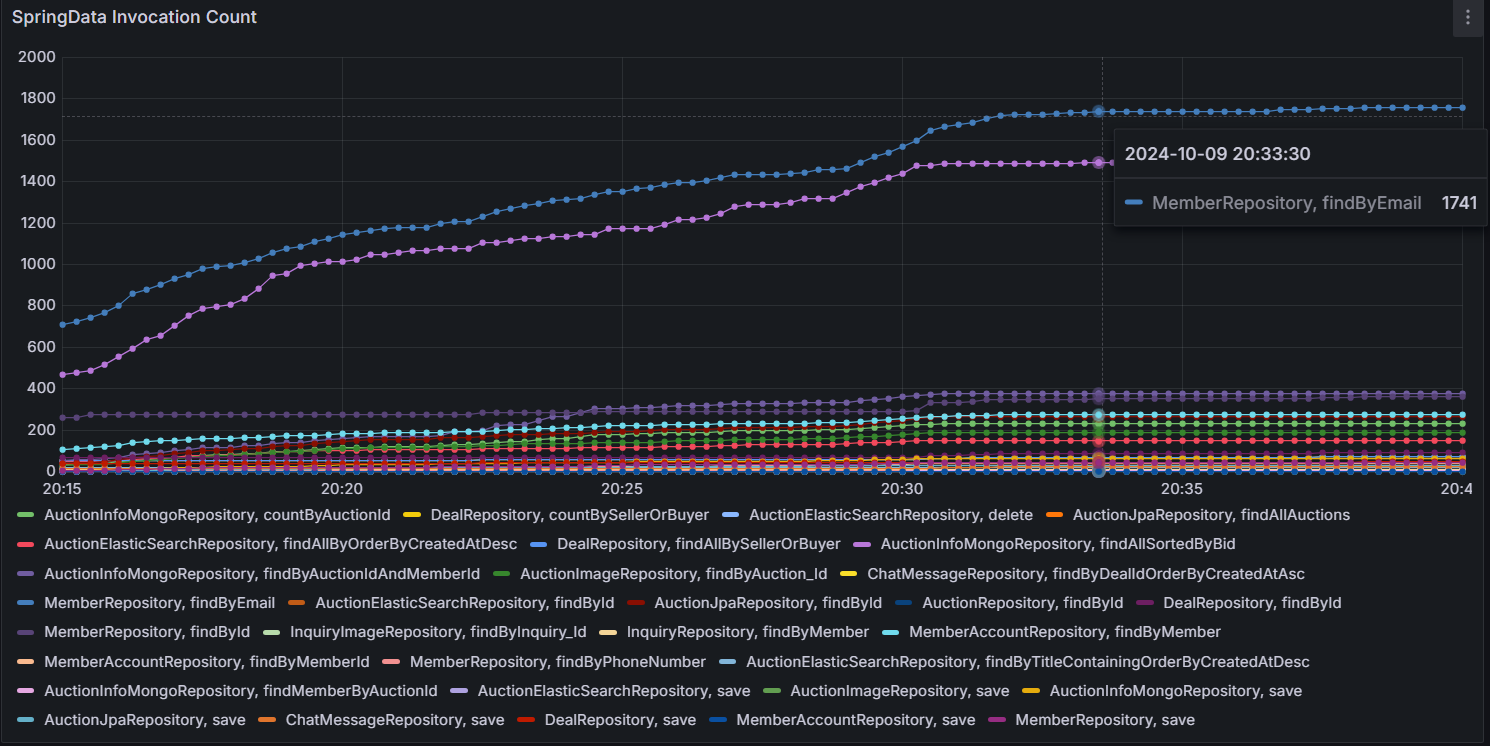 SpringData Invocation Count
2000
1800
1600
1400
1200
1000
800
600
400
200
0
2024-10-09 20:33:30
MemberRepository, findByEmail 1741
20:15 20:20 20:25 20:30 20:35 20:4
AuctionInfoMongoRepository, countByAuctionId DealRepository, countBySellerOrBuyer AuctionElasticSearchRepository, delete AuctionJpaRepository, findAllAuctions
AuctionElasticSearchRepository, findAllByOrderByCreatedAtDesc DealRepository, findAllBySellerOrBuyer AuctionInfoMongoRepository, findAllSortedByBid
AuctionInfoMongoRepository, findByAuctionIdAndMemberId AuctionImageRepository, findByAuction_Id ChatMessageRepository, findByDealIdOrderByCreatedAtAsc
MemberRepository, findByEmail AuctionElasticSearchRepository, findById AuctionJpaRepository, findById AuctionRepository, findById DealRepository, findById
MemberRepository, findById InquiryImageRepository, findByInquiry_Id InquiryRepository, findByMember MemberAccountRepository, findByMember
MemberAccountRepository, findByMemberId MemberRepository, findByPhoneNumber AuctionElasticSearchRepository, findByTitleContainingOrderByCreatedAtDesc
AuctionInfoMongoRepository, findMemberByAuctionId AuctionElasticSearchRepository, save AuctionImageRepository, save AuctionInfoMongoRepository, save
AuctionJpaRepository, save ChatMessageRepository, save DealRepository, save MemberAccountRepository, save MemberRepository, save